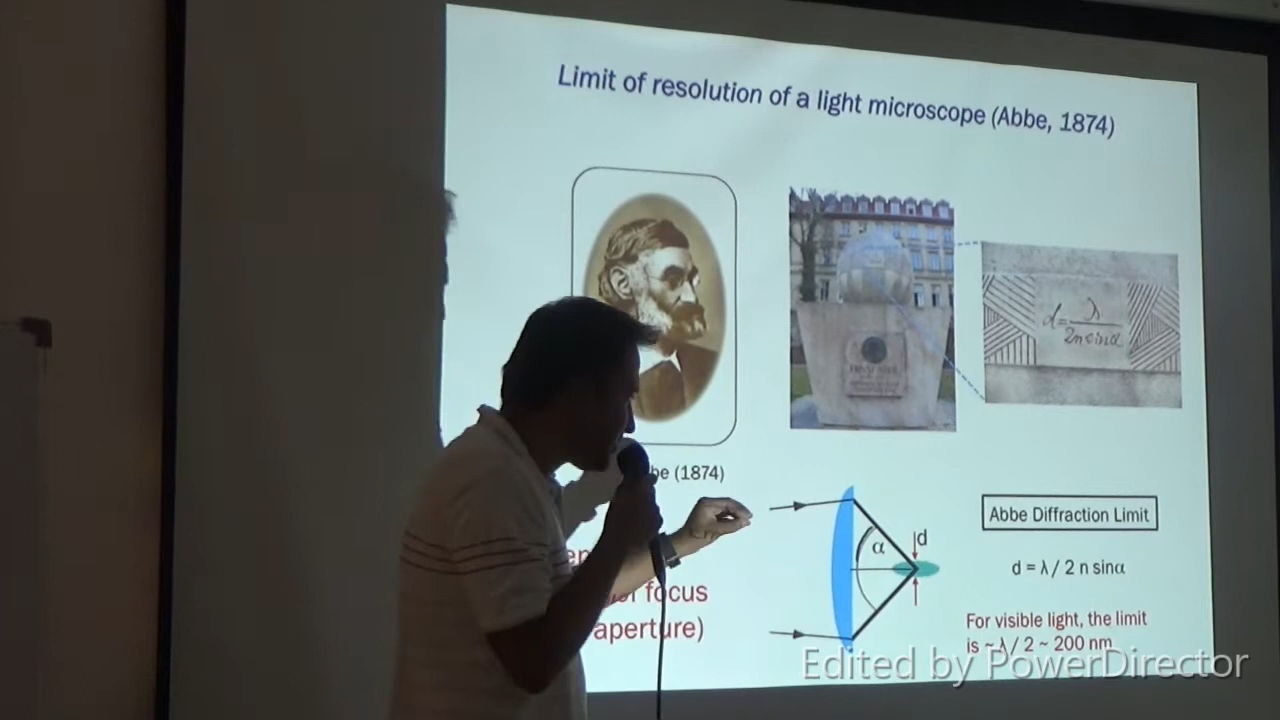 Limit of resolution of a light microscope (Abbe, 1874)
d=λ/2n sinα
be (1874)
d
α
Abbe Diffraction Limit
d = λ / 2 n sinα
focus
aperture)
For visible light, the limit
is ~ λ / 2 ~ 200 nm
Edited by PowerDirector